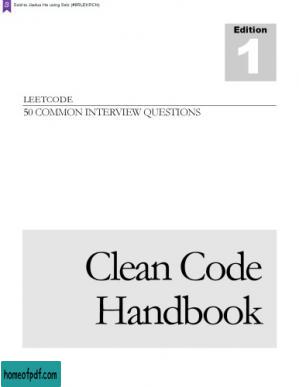 Edition
1
LEETCODE
50 COMMON INTERVIEW QUESTIONS
Clean Code
Handbook
homeofpdf.com